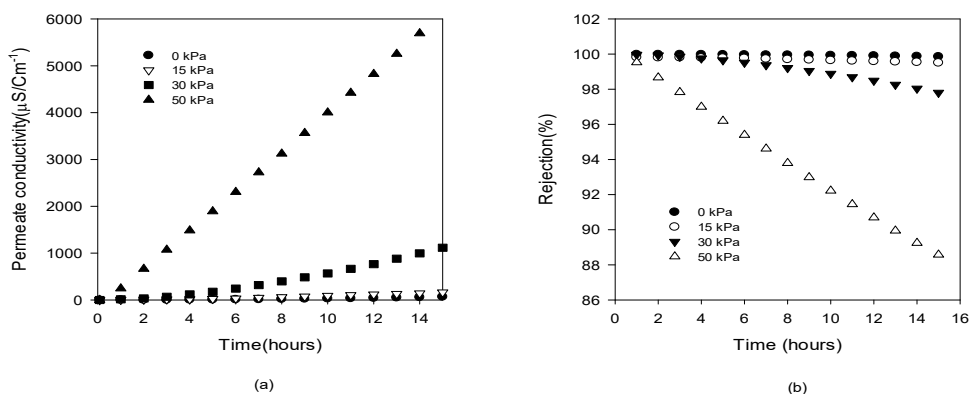 6000
5000
4000
3000
2000
1000
0
Permeate conductivity(μS/Cm⁻¹)
0 kPa
15 kPa
30 kPa
50 kPa
0 2 4 6 8 10 12 14
Time(hours)
(a)
102
100
98
96
94
92
90
88
86
Rejection(%)
0 kPa
15 kPa
30 kPa
50 kPa
0 2 4 6 8 10 12 14 16
Time (hours)
(b)